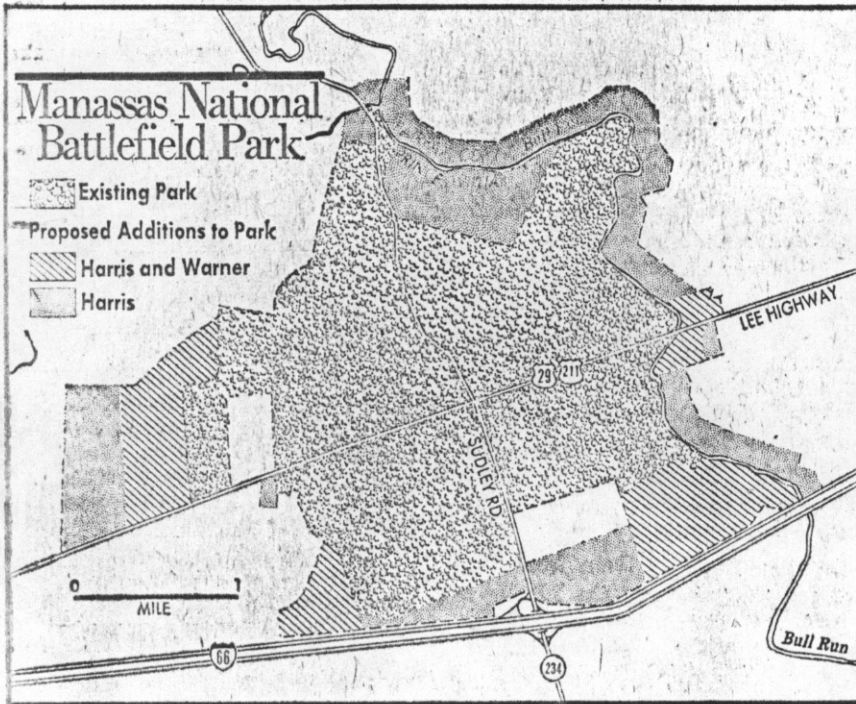 Manassas National
Battlefield Park
Existing Park
Proposed Additions to Park
Harris and Warner
Harris
BULL
LEE HIGHWAY
29 211
SUDLEY RD
0 1
MILE
66
234
Bull Run